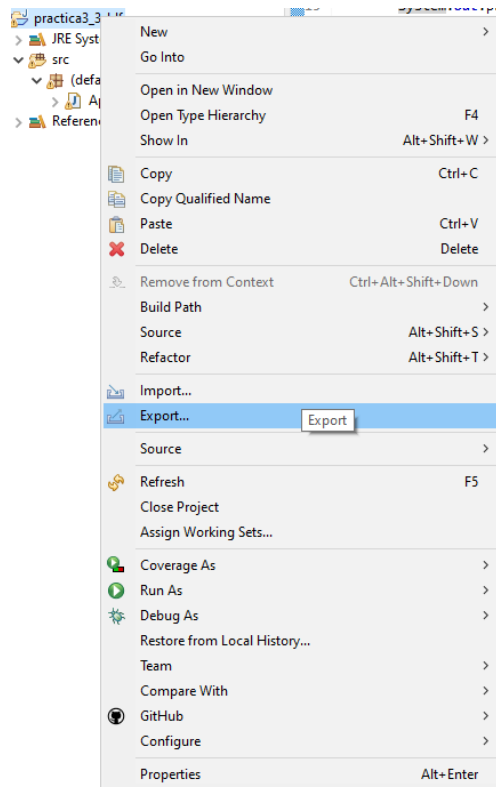 practica3_3
New
JRE Syst
Go Into
src
Open in New Window
(defa
Open Type Hierarchy F4
Show In Alt+Shift+W
Referen
Copy Ctrl+C
Copy Qualified Name
Paste Ctrl+V
Delete Delete
Remove from Context Ctrl+Alt+Shift+Down
Build Path
Source Alt+Shift+S
Refactor Alt+Shift+T
Import...
Export...
Export
Source
Refresh F5
Close Project
Assign Working Sets...
Coverage As
Run As
Debug As
Restore from Local History...
Team
Compare With
GitHub
Configure
Properties Alt+Enter